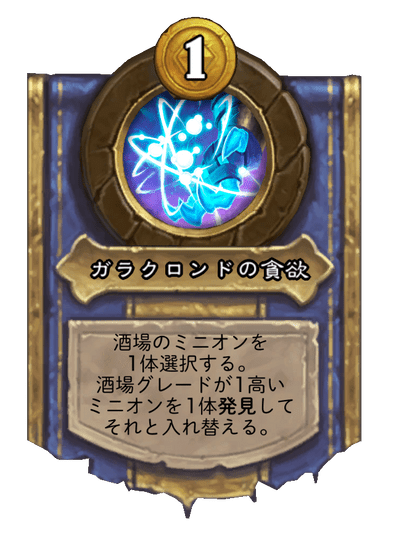 1
ガラクロンドの貪欲
酒場のミニオンを
1体選択する。
酒場グレードが1高い
ミニオンを1体発見して
それと入れ替える。